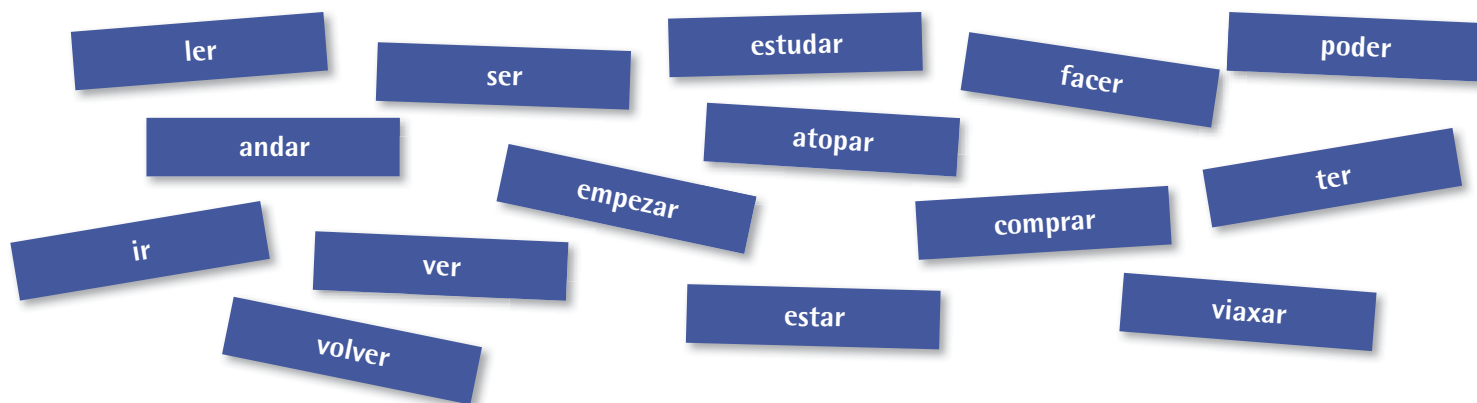 ler
ser
estudar
facer
poder
andar
atopar
empezar
ter
comprar
ir
ver
estar
viaxar
volver